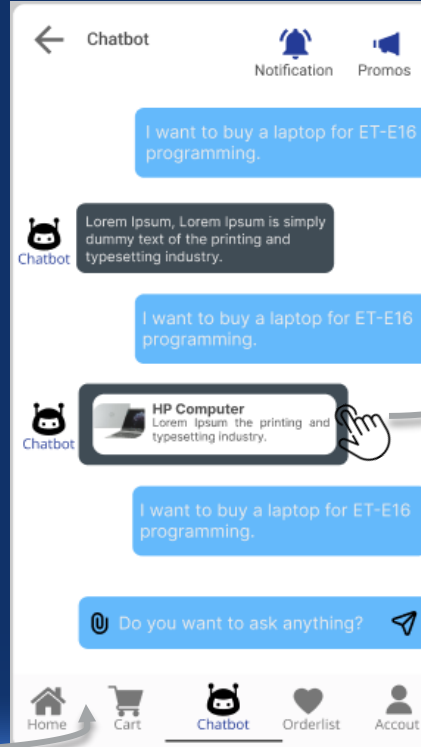 Chatbot
Notification
Promos
I want to buy a laptop for ET-E16
programming.
Lorem Ipsum, Lorem Ipsum is simply
dummy text of the printing and
typesetting industry.
Chatbot
I want to buy a laptop for ET-E16
programming.
HP Computer
Lorem Ipsum the printing and
typesetting industry.
Chatbot
I want to buy a laptop for ET-E16
programming.
Do you want to ask anything?
Home
Cart
Chatbot
Orderlist
Accout